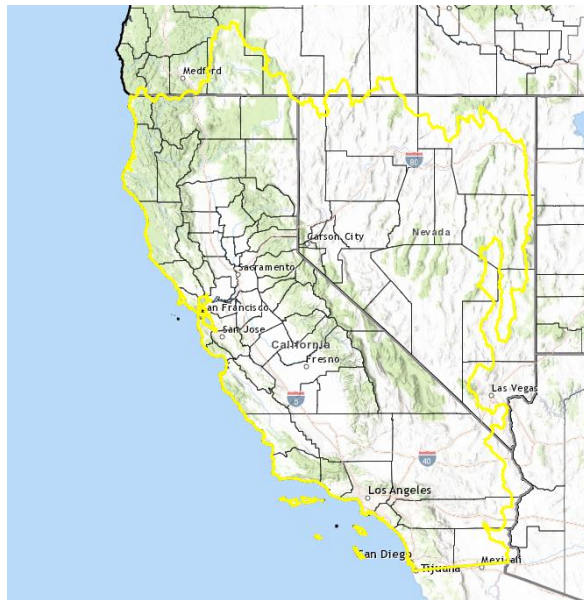 Medford
80
Carson City
Nevada
Sacramento
San Francisco
San Jose
California
Fresno
5
Las Vegas
40
Los Angeles
San Diego
Mexicali
Tijuana